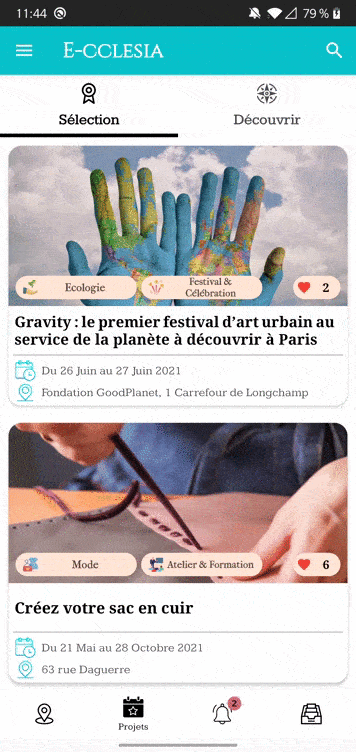 11:44
79 %
E-CCLESIA
Sélection
Découvrir
Ecologie
Festival &
Célébration
2
Gravity : le premier festival d'art urbain au
service de la planète à découvrir à Paris
Du 26 Juin au 27 Juin 2021
Fondation GoodPlanet, 1 Carrefour de Longchamp
Mode
Atelier & Formation
6
Créez votre sac en cuir
Du 21 Mai au 28 Octobre 2021
63 rue Daguerre
2
Projets